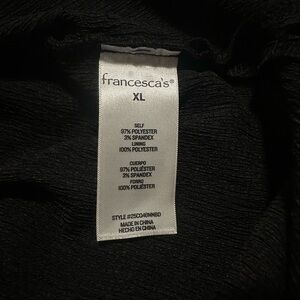 francesca's®
XL
SELF
97% POLYESTER
3% SPANDEX
LINING
100% POLYESTER
CUERPO
97% POLIÉSTER
3% SPANDEX
FORRO
100% POLIÉSTER
STYLE #25CO40NNBD
MADE IN CHINA
HECHO EN CHINA